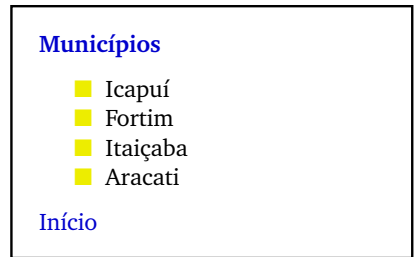 Municípios
Icapuí
Fortim
Itaiçaba
Aracati
Início